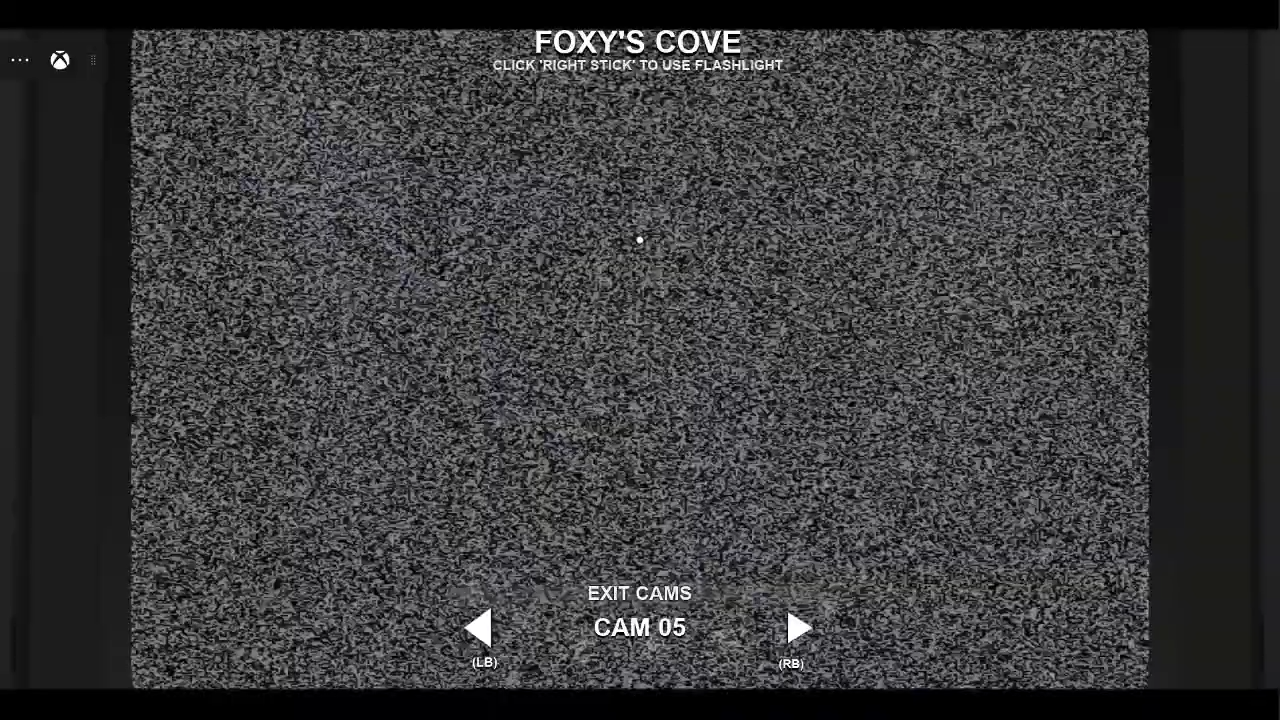 FOXY'S COVE
CLICK 'RIGHT STICK' TO USE FLASHLIGHT
EXIT CAMS
CAM 05
(LB)
(RB)